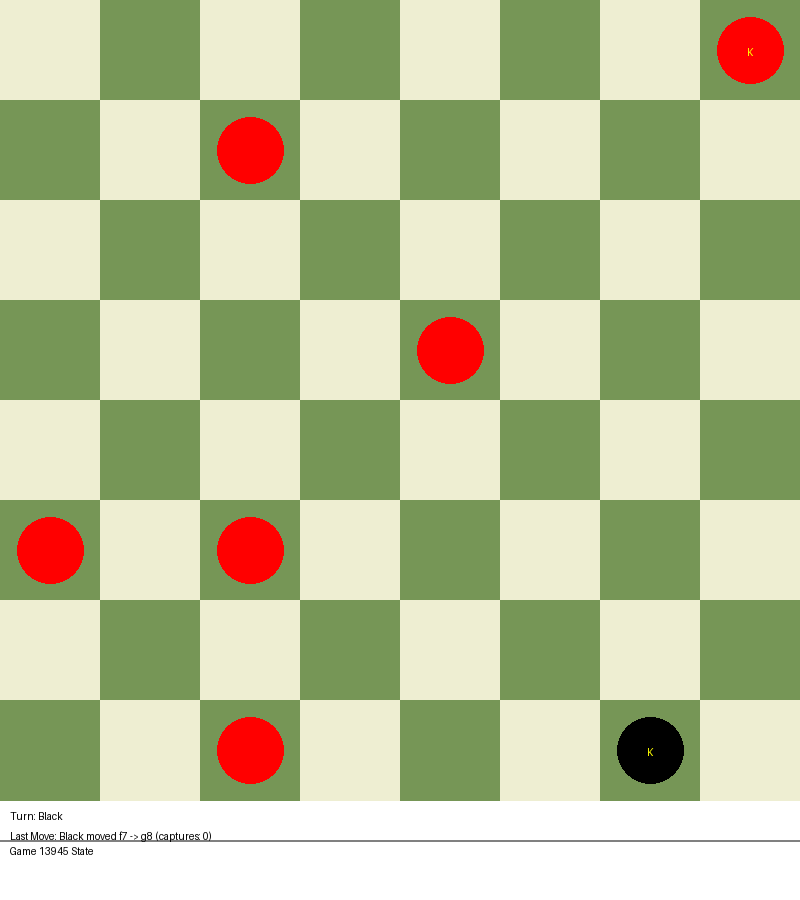 K
K
Turn: Black
Last Move: Black moved f7 -> g8 (captures: 0)
Game 13945 State